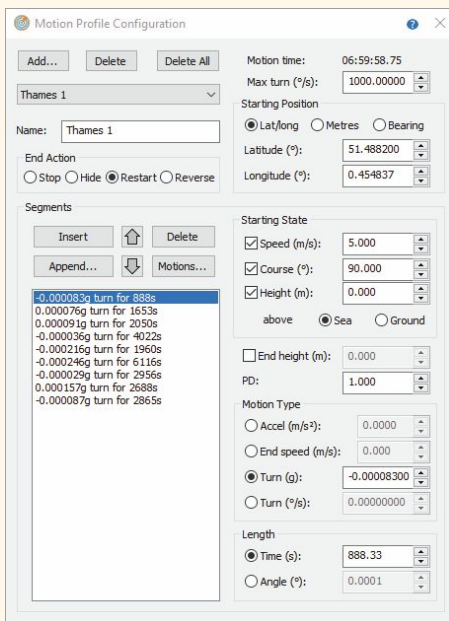 Motion Profile Configuration
Add...
Delete
Delete All
Thames 1
Name:
Thames 1
End Action
Stop
Hide
Restart
Reverse
Segments
Insert
Delete
Append...
Motions...
-0.000083g turn for 888s
0.000076g turn for 1653s
0.000091g turn for 2050s
-0.000036g turn for 4022s
-0.000216g turn for 1960s
-0.000246g turn for 6116s
-0.000029g turn for 2956s
0.000157g turn for 2688s
-0.000087g turn for 2865s
Motion time:
06:59:58.75
Max turn (°/s):
1000.00000
Starting Position
Lat/long
Metres
Bearing
Latitude (°):
51.488200
Longitude (°):
0.454837
Starting State
Speed (m/s):
5.000
Course (°):
90.000
Height (m):
0.000
above
Sea
Ground
End height (m):
0.000
PD:
1.000
Motion Type
Accel (m/s²):
0.0000
End speed (m/s):
0.000
Turn (g):
-0.00008300
Turn (°/s):
0.00000000
Length
Time (s):
888.33
Angle (°):
0.0001